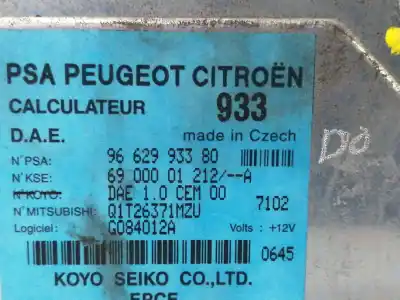 PSA PEUGEOT CITROËN
CALCULATEUR 933
D.A.E. made in Czech
N°PSA: 96 629 933 80
N°KSE: 69 000 01 212/--A
N°KOYO: DAE 1.0 CEM 00
N°MITSUBISHI: Q1T26371MZU 7102
Logiciel: G084012A Volts : +12V
0645
KOYO SEIKO CO.,LTD.